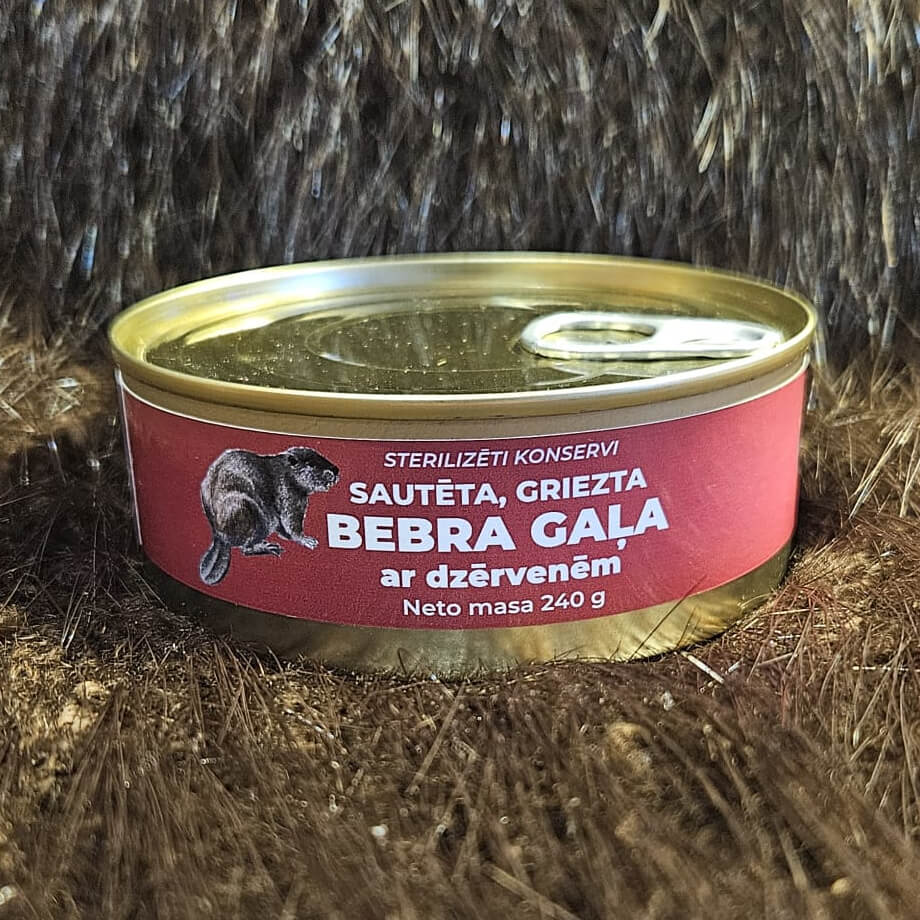 STERILIZĒTI KONSERVI
SAUTĒTA, GRIEZTA
BEBRA GAĻA
ar dzērvenēm
Neto masa 240 g